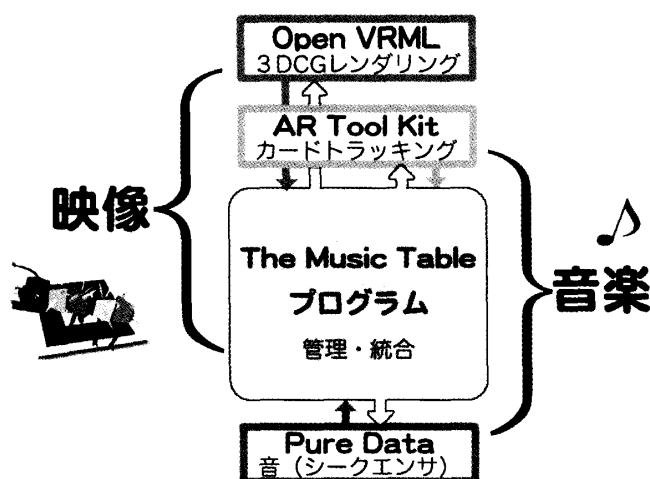 Open VRML
3DCGレンダリング
AR Tool Kit
カードトラッキング
映像
The Music Table
プログラム
管理・統合
音楽
Pure Data
音（シークエンサ）